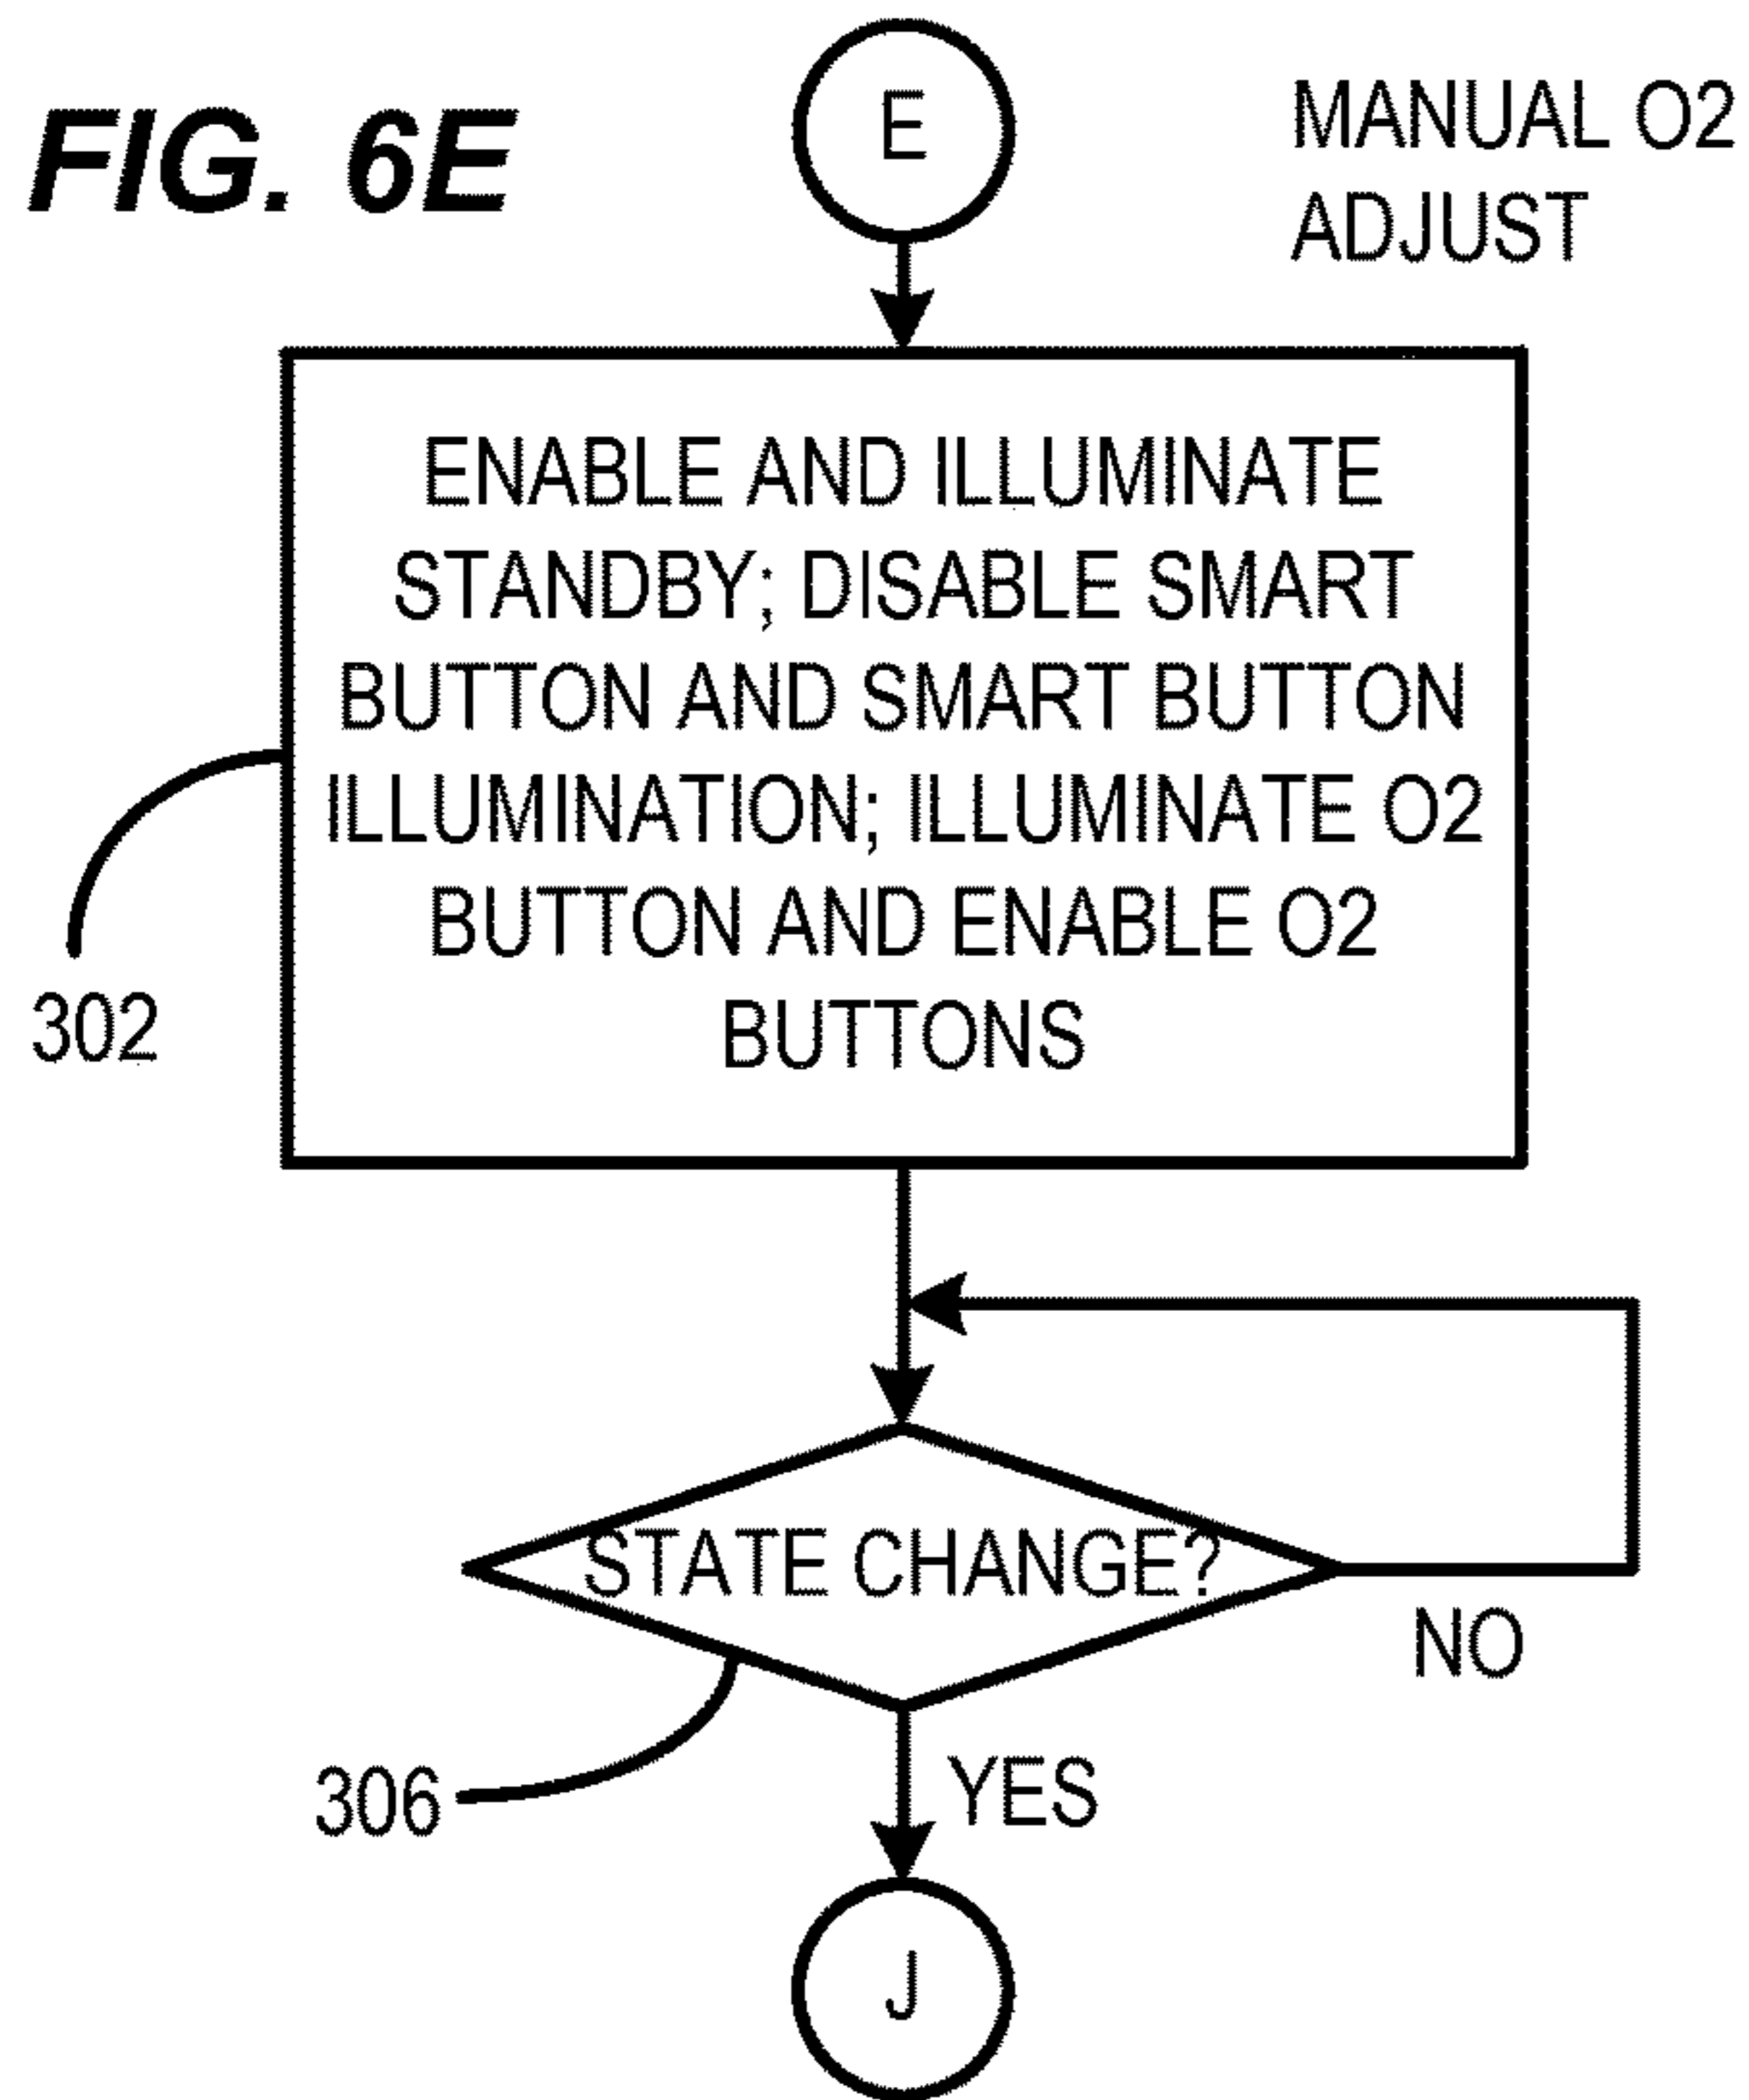 FIG. 6E
E
MANUAL O2
ADJUST
ENABLE AND ILLUMINATE
STANDBY; DISABLE SMART
BUTTON AND SMART BUTTON
ILLUMINATION; ILLUMINATE O2
BUTTON AND ENABLE O2
BUTTONS
302
STATE CHANGE?
NO
306
YES
J